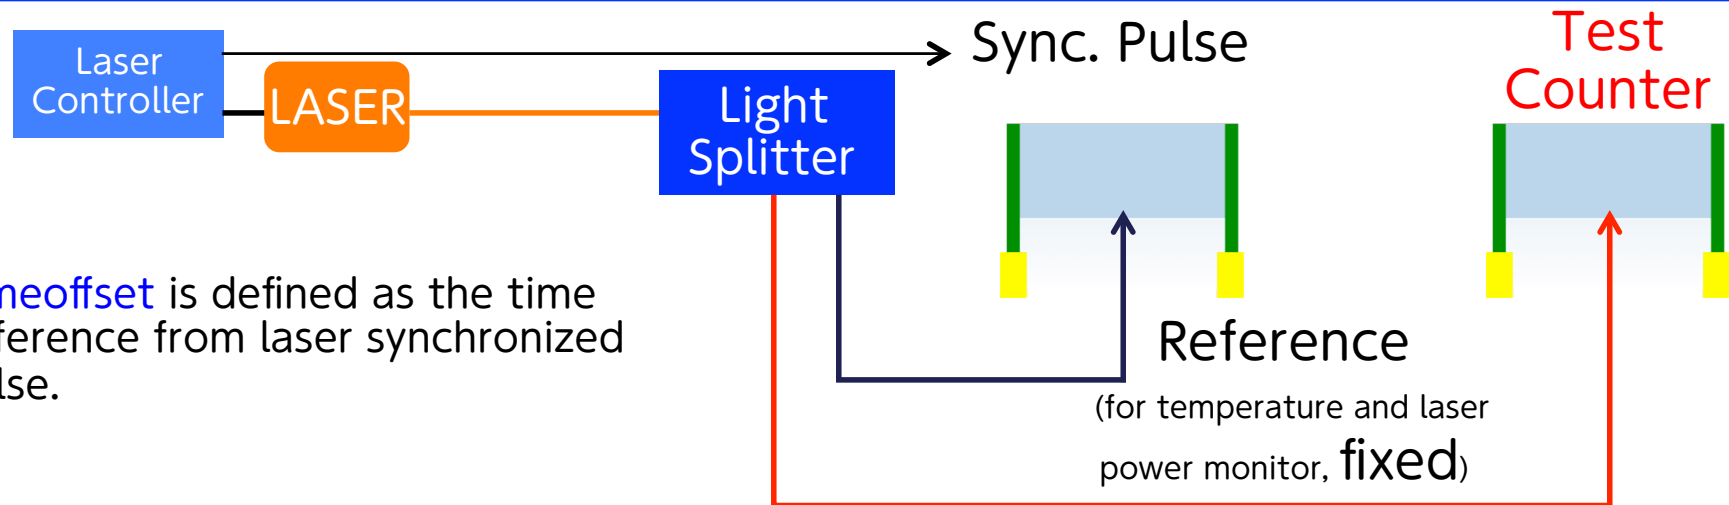 Laser
Controller
LASER
Sync. Pulse
Light
Splitter
Test
Counter
meoffset is defined as the time
ference from laser synchronized
lse.
Reference
(for temperature and laser
power monitor, fixed)